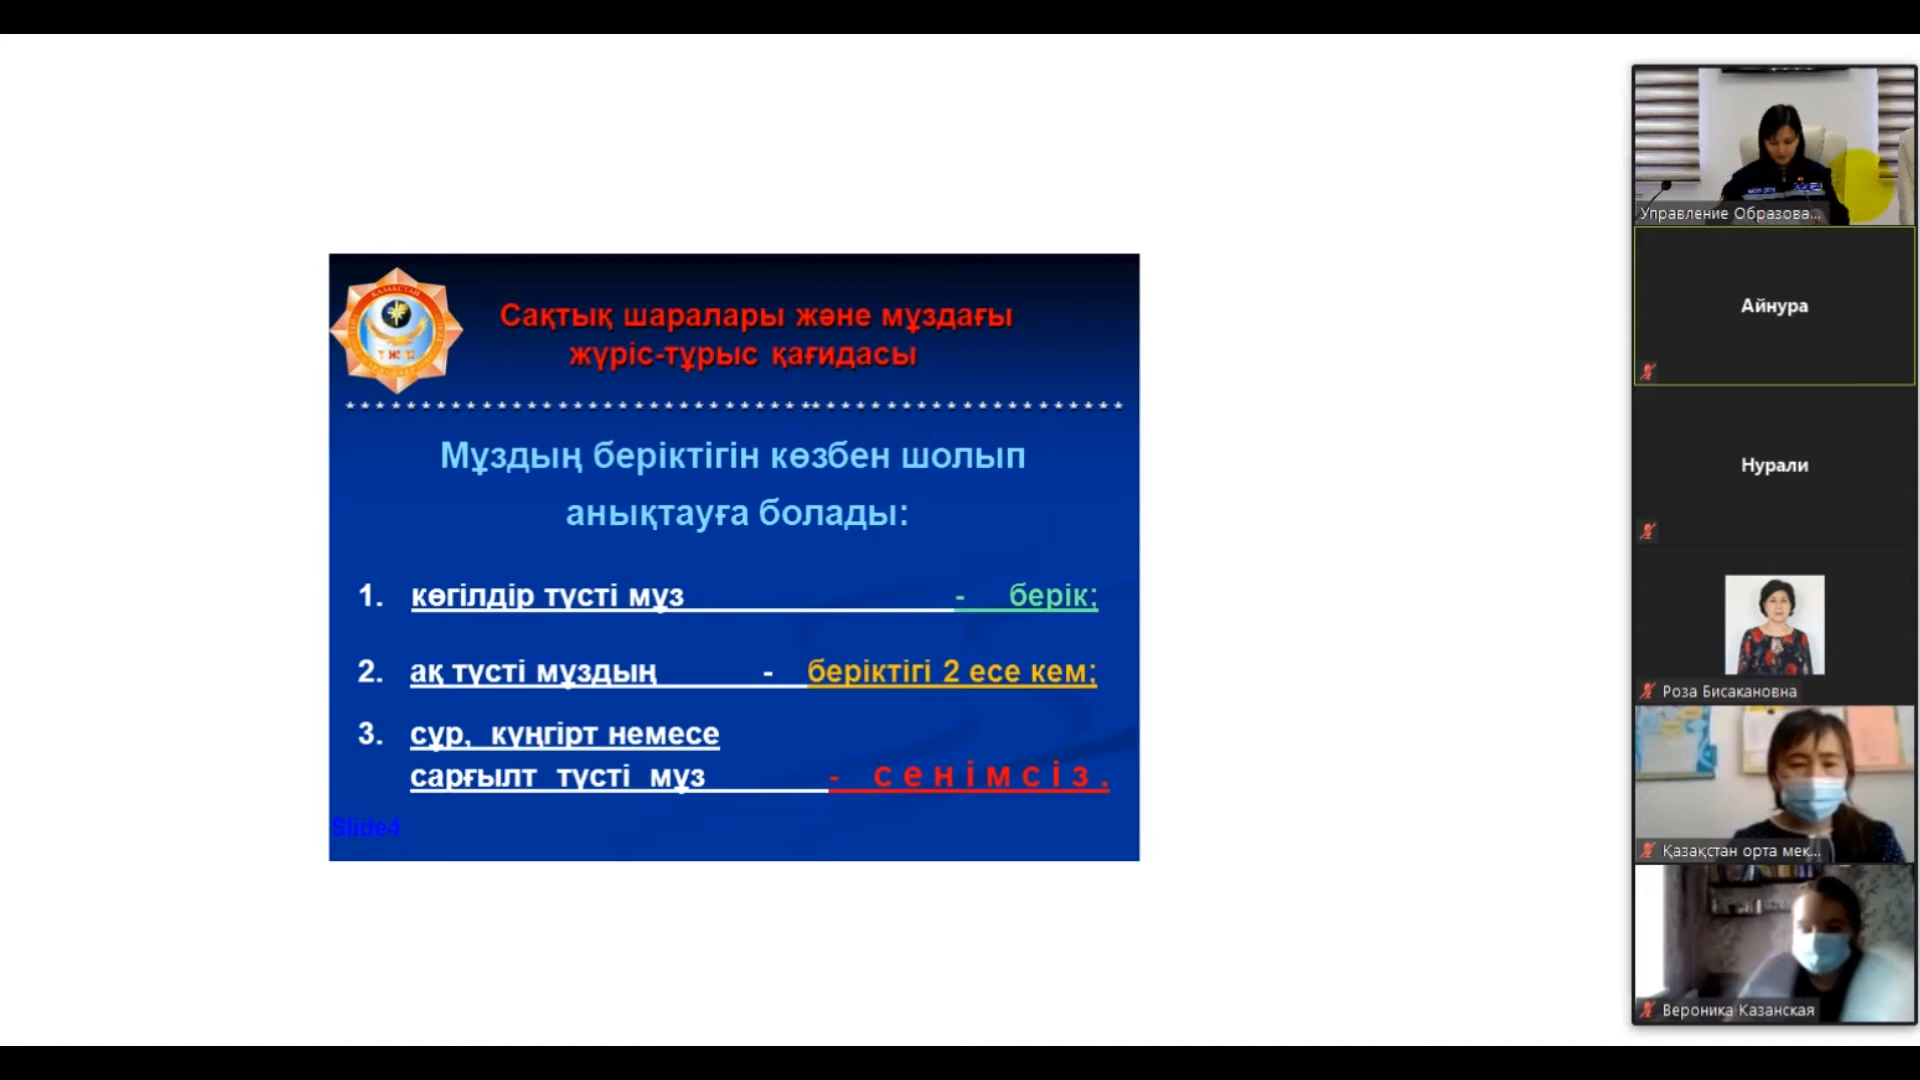 Сақтық шаралары және мұздағы
жүріс-тұрыс қағидасы
* * * * * * * * * * * * * * * * * * * * * * * * * * * * * * * * * * * * * * * * * * * * * * * * * * * *
Мұздың беріктігін көзбен шолып
анықтауға болады:
1. көгілдір түсті мұз - берік;
2. ақ түсті мұздың - беріктігі 2 есе кем;
3. сұр, күңгірт немесе
сарғылт түсті мұз - с е н і м с і з .
Slide4
ҚАЗАҚСТАН
Т Ж М
Управление Образова...
Айнура
Нурали
Роза Бисакановна
Қазақстан орта мек...
Вероника Казанская